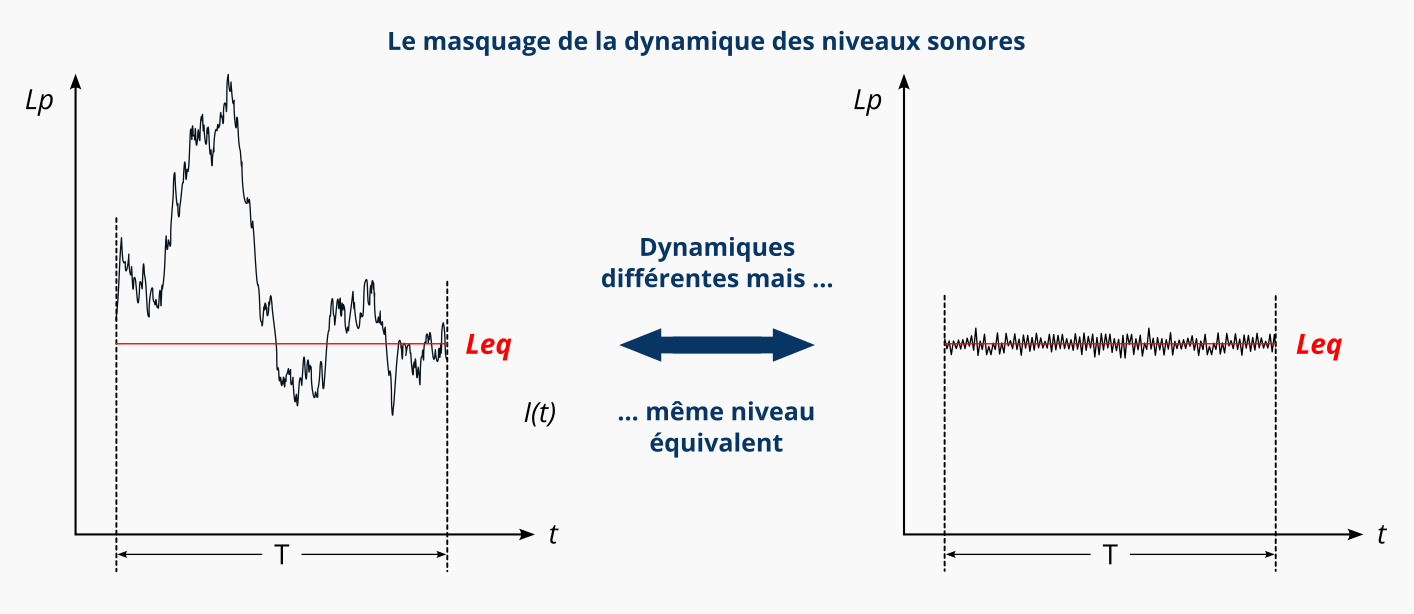 Le masquage de la dynamique des niveaux sonores
Lp
Leq
l(t)
t
T
Dynamiques
différentes mais ...
... même niveau
équivalent
Lp
Leq
t
T